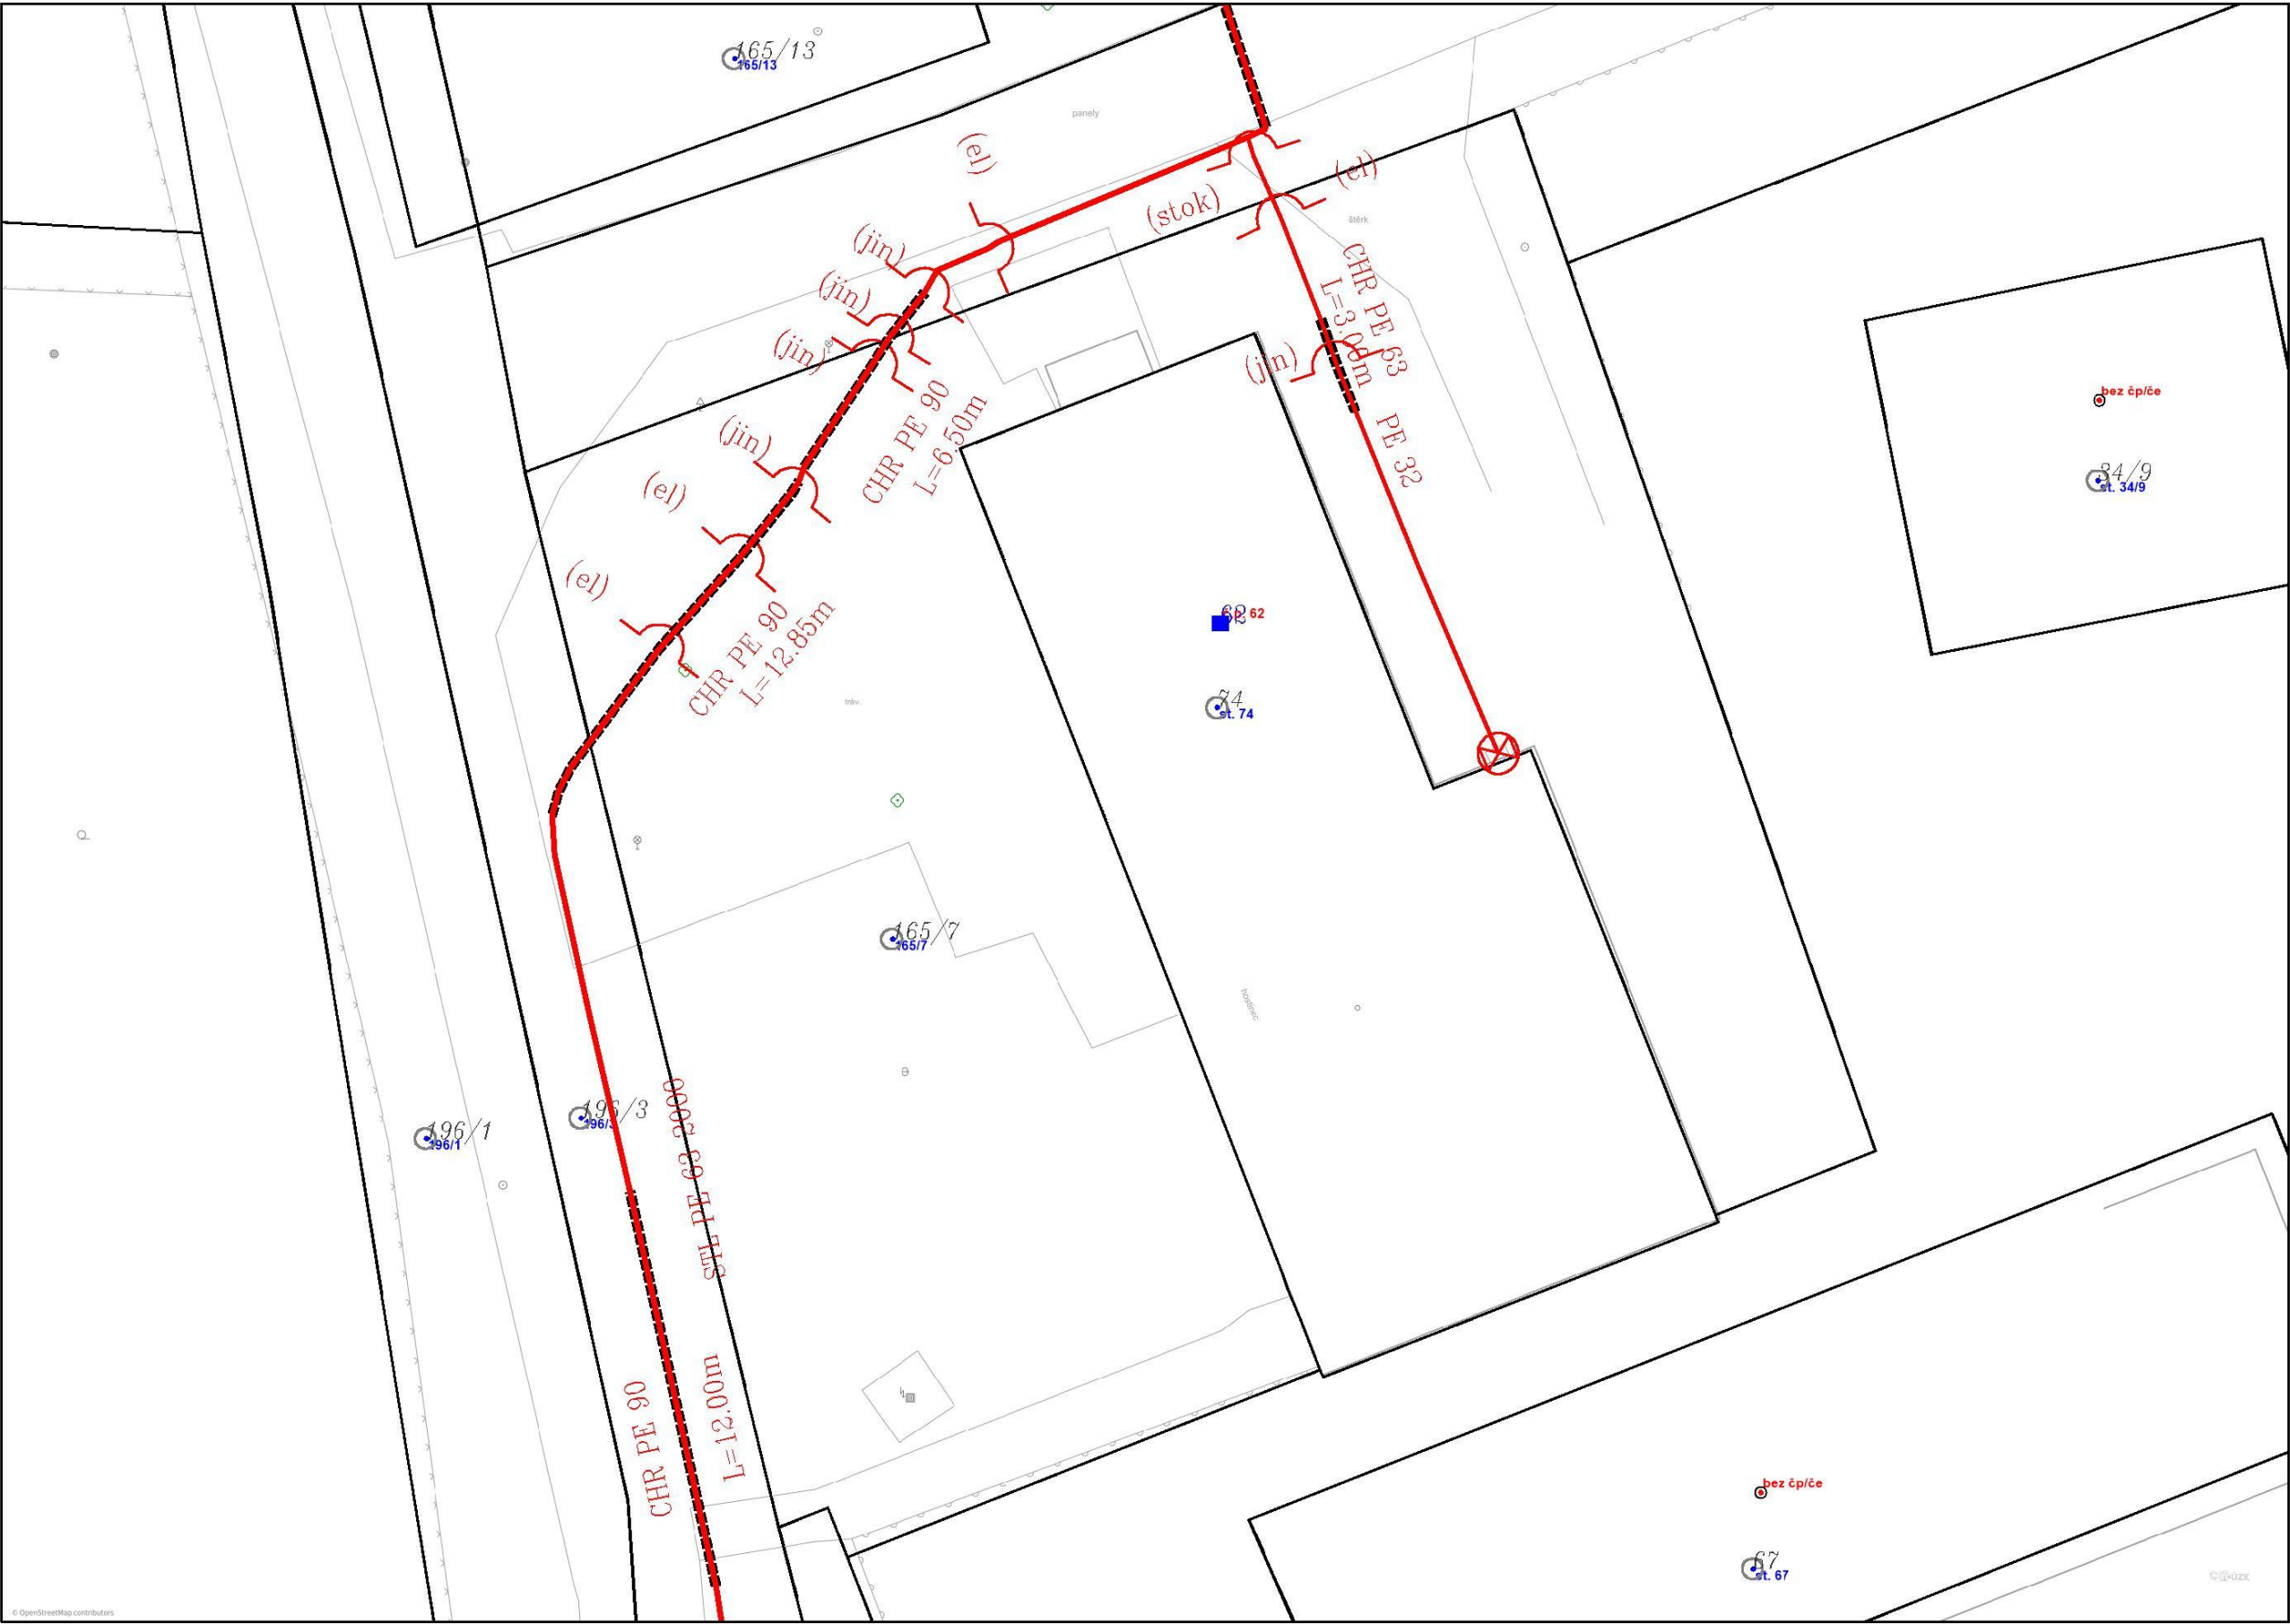 165/13
165/13
panely
(el)
(el)
(stok)
štěrk
(jin)
(jin)
(jin)
(jin)
CHR PE 63
L=3.00m
PE 32
CHR PE 90
L=6.50m
(jin)
(el)
(el)
CHR PE 90
L=12.85m
bez čp/če
34/9
st. 34/9
62
74
st. 74
tráv.
165/7
165/7
hostinec
196/1
196/1
196/3
STL PE 63 2000
CHR PE 90
L=12.00m
bez čp/če
67
st. 67
© OpenStreetMap contributors